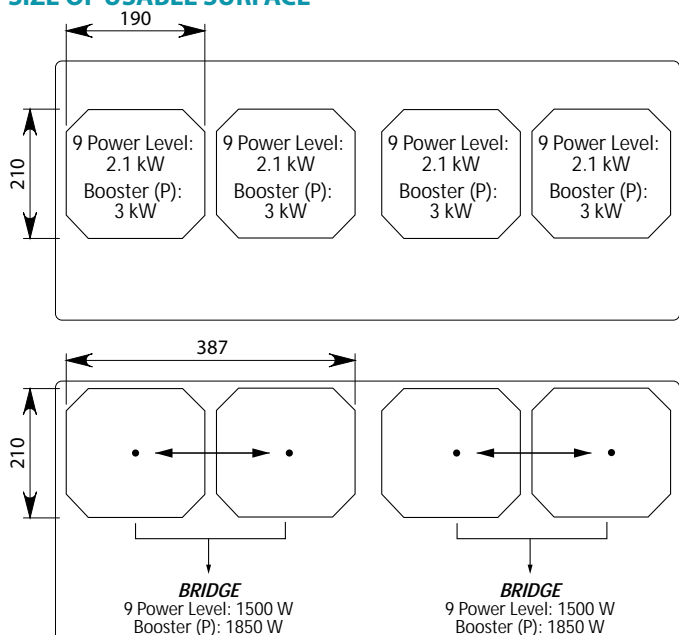 SIZE OF USABLE SURFACE
190
210
9 Power Level:
2.1 kW
Booster (P):
3 kW
9 Power Level:
2.1 kW
Booster (P):
3 kW
9 Power Level:
2.1 kW
Booster (P):
3 kW
9 Power Level:
2.1 kW
Booster (P):
3 kW
387
210
BRIDGE
9 Power Level: 1500 W
Booster (P): 1850 W
BRIDGE
9 Power Level: 1500 W
Booster (P): 1850 W